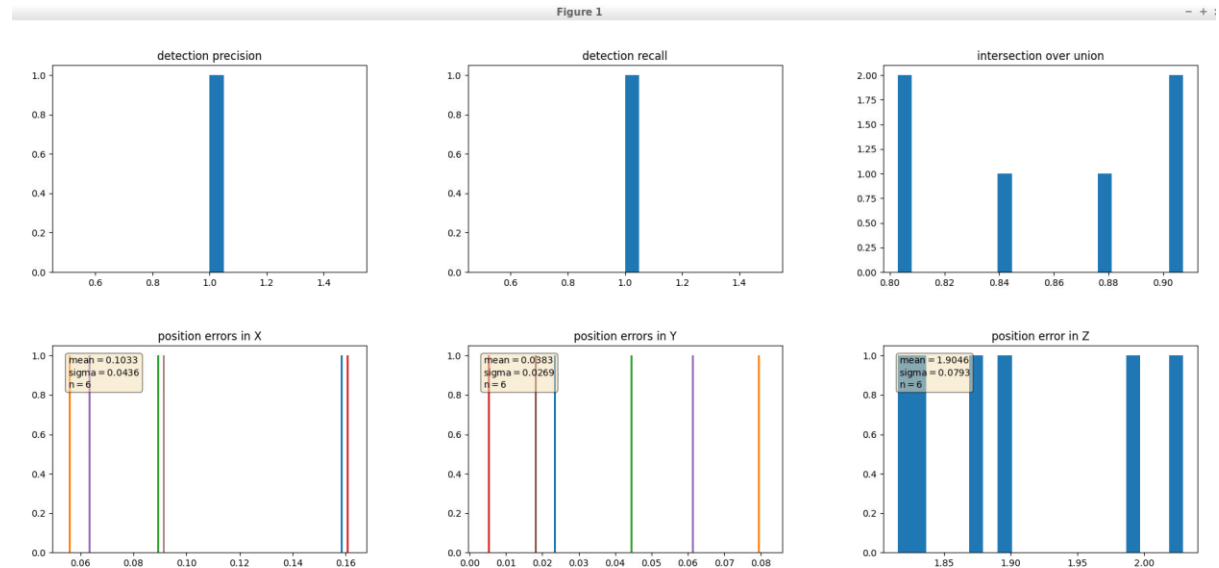 Figure 1
detection precision
1.0
0.8
0.6
0.4
0.2
0.0
0.6 0.8 1.0 1.2 1.4
detection recall
1.0
0.8
0.6
0.4
0.2
0.0
0.6 0.8 1.0 1.2 1.4
intersection over union
2.00
1.75
1.50
1.25
1.00
0.75
0.50
0.25
0.00
0.80 0.82 0.84 0.86 0.88 0.90
position errors in X
mean = 0.1033
sigma = 0.0436
n = 6
1.0
0.8
0.6
0.4
0.2
0.0
0.06 0.08 0.10 0.12 0.14 0.16
position errors in Y
mean = 0.0383
sigma = 0.0269
n = 6
1.0
0.8
0.6
0.4
0.2
0.0
0.00 0.01 0.02 0.03 0.04 0.05 0.06 0.07 0.08
position error in Z
mean = 1.9046
sigma = 0.0793
n = 6
1.0
0.8
0.6
0.4
0.2
0.0
1.85 1.90 1.95 2.00